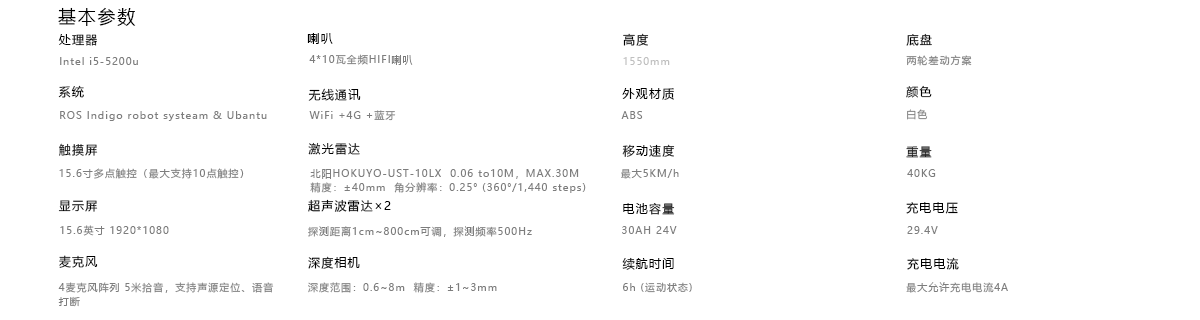 基本参数
处理器
Intel i5-5200u
系统
ROS Indigo robot systeam & Ubantu
触摸屏
15.6寸多点触控（最大支持10点触控）
显示屏
15.6英寸 1920*1080
麦克风
4麦克风阵列 5米拾音，支持声源定位、语音
打断
喇叭
4*10瓦全频HIFI喇叭
无线通讯
WiFi +4G +蓝牙
激光雷达
北阳HOKUYO-UST-10LX 0.06 to10M，MAX.30M
精度：±40mm 角分辨率：0.25° (360°/1,440 steps)
超声波雷达×2
探测距离1cm~800cm可调，探测频率500Hz
深度相机
深度范围：0.6~8m 精度：±1~3mm
高度
1550mm
外观材质
ABS
移动速度
最大5KM/h
电池容量
30AH 24V
续航时间
6h (运动状态)
底盘
两轮差动方案
颜色
白色
重量
40KG
充电电压
29.4V
充电电流
最大允许充电电流4A